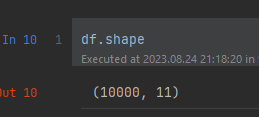 In 10 1 df.shape
Executed at 2023.08.24 21:18:20 in
Out 10 (10000, 11)